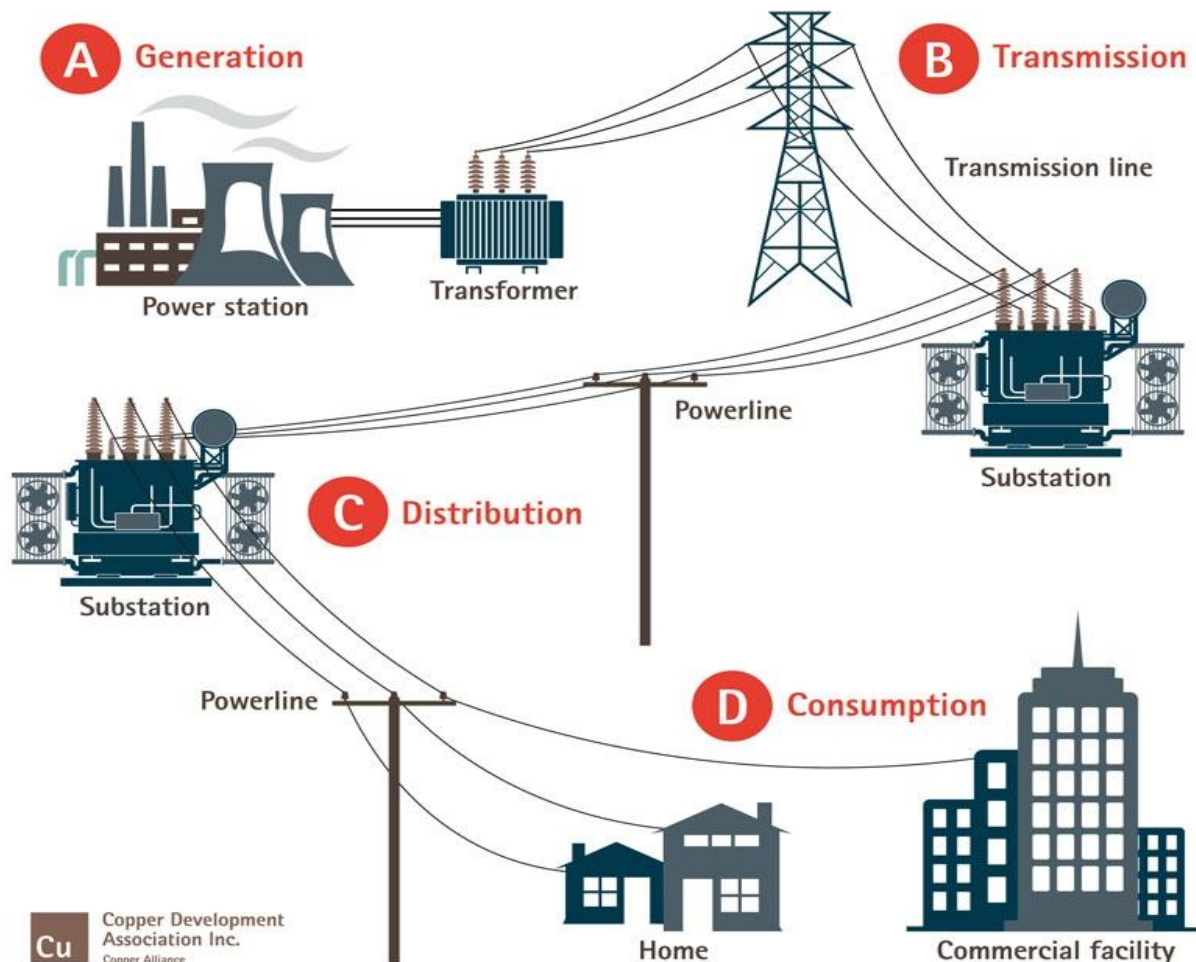 A Generation
B Transmission
Transmission line
Power station
Transformer
Powerline
Substation
C Distribution
Substation
Powerline
D Consumption
Home
Commercial facility
Cu
Copper Development
Association Inc.
Copper Alliance